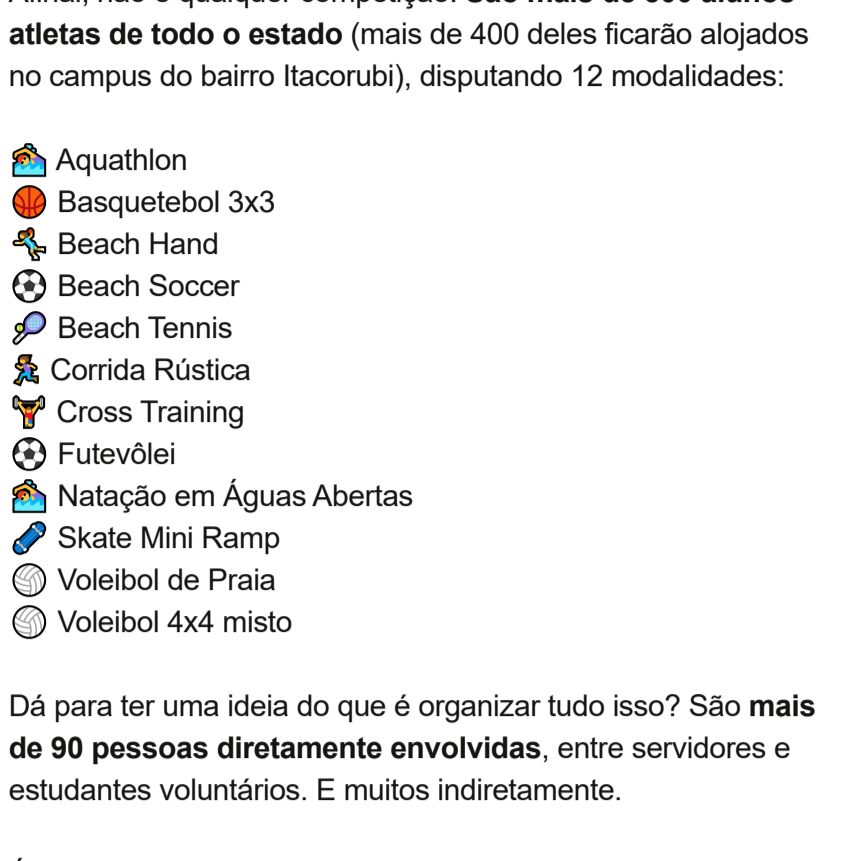 atletas de todo o estado (mais de 400 deles ficarão alojados
no campus do bairro Itacorubi), disputando 12 modalidades:
Aquathlon
Basquetebol 3x3
Beach Hand
Beach Soccer
Beach Tennis
Corrida Rústica
Cross Training
Futevôlei
Natação em Águas Abertas
Skate Mini Ramp
Voleibol de Praia
Voleibol 4x4 misto
Dá para ter uma ideia do que é organizar tudo isso? São mais
de 90 pessoas diretamente envolvidas, entre servidores e
estudantes voluntários. E muitos indiretamente.